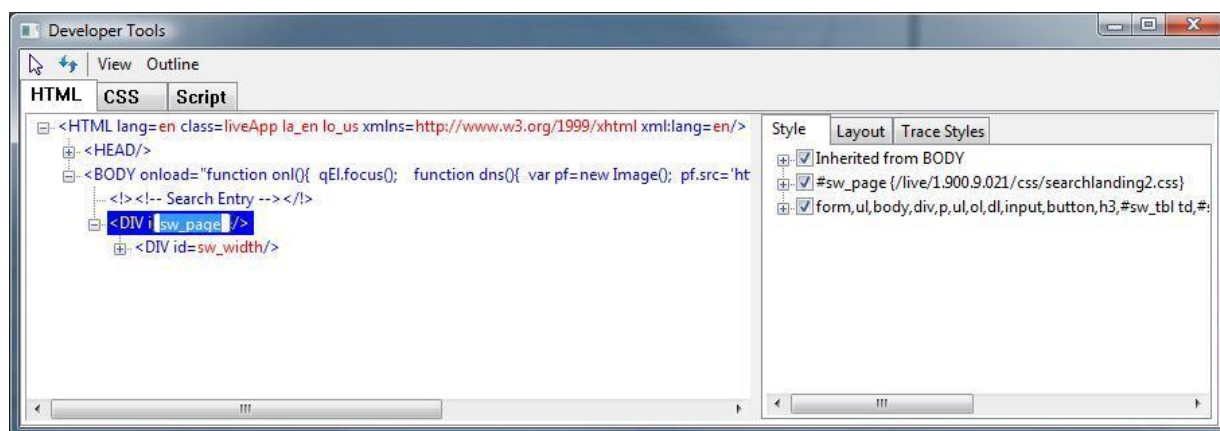 Developer Tools
View Outline
HTML CSS Script
<HTML lang=en class=liveApp la_en lo_us xmlns=http://www.w3.org/1999/xhtml xml:lang=en/>
<HEAD/>
<BODY onload="function onl(){ qEl.focus(); function dns(){ var pf=new Image(); pf.src='ht
<!><!-- Search Entry --></!>
<DIV i sw_page />
<DIV id=sw_width/>
Style Layout Trace Styles
Inherited from BODY
#sw_page {/live/1.900.9.021/css/searchlanding2.css}
form,ul,body,div,p,ul,ol,dl,input,button,h3,#sw_tbl td,#s